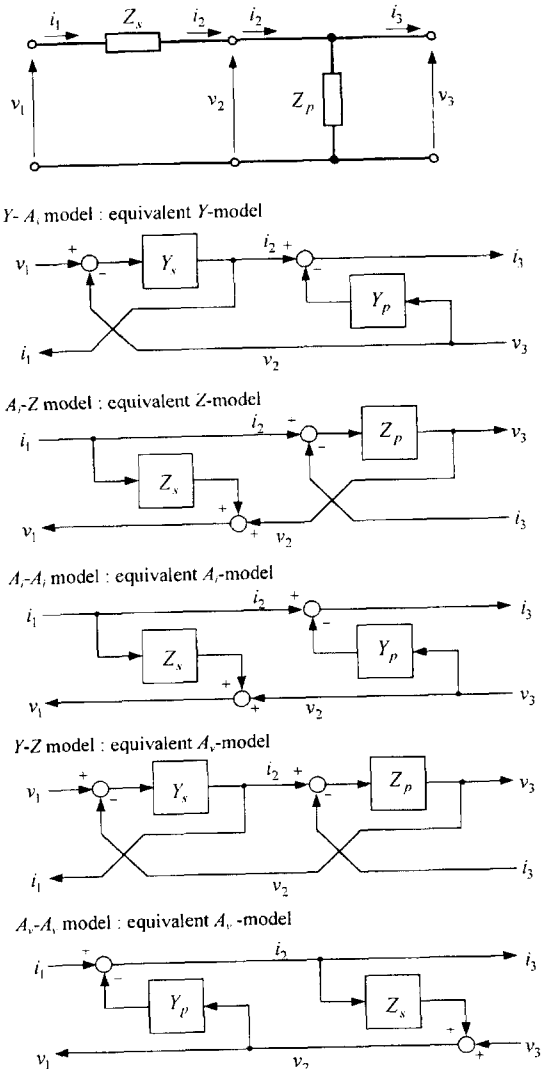 i1 Zs i2 i2 i3
v1 v2 Zp v3
Y- Ai model : equivalent Y-model
v1 + − Ys i2 + − i3
Yp
i1 v2 v3
Ai-Z model : equivalent Z-model
i1 i2 + − Zp v3
Zs
v1 + + v2 i3
Ai-Ai model : equivalent Ai-model
i1 i2 + − i3
Zs + Yp
v1 + v2 v3
Y-Z model : equivalent Av-model
v1 + − Ys i2 + − Zp v3
i1 v2 i3
Av-Av model : equivalent Av -model
i1 + − i2 i3
Yp Zs +
v1 v2 + v3